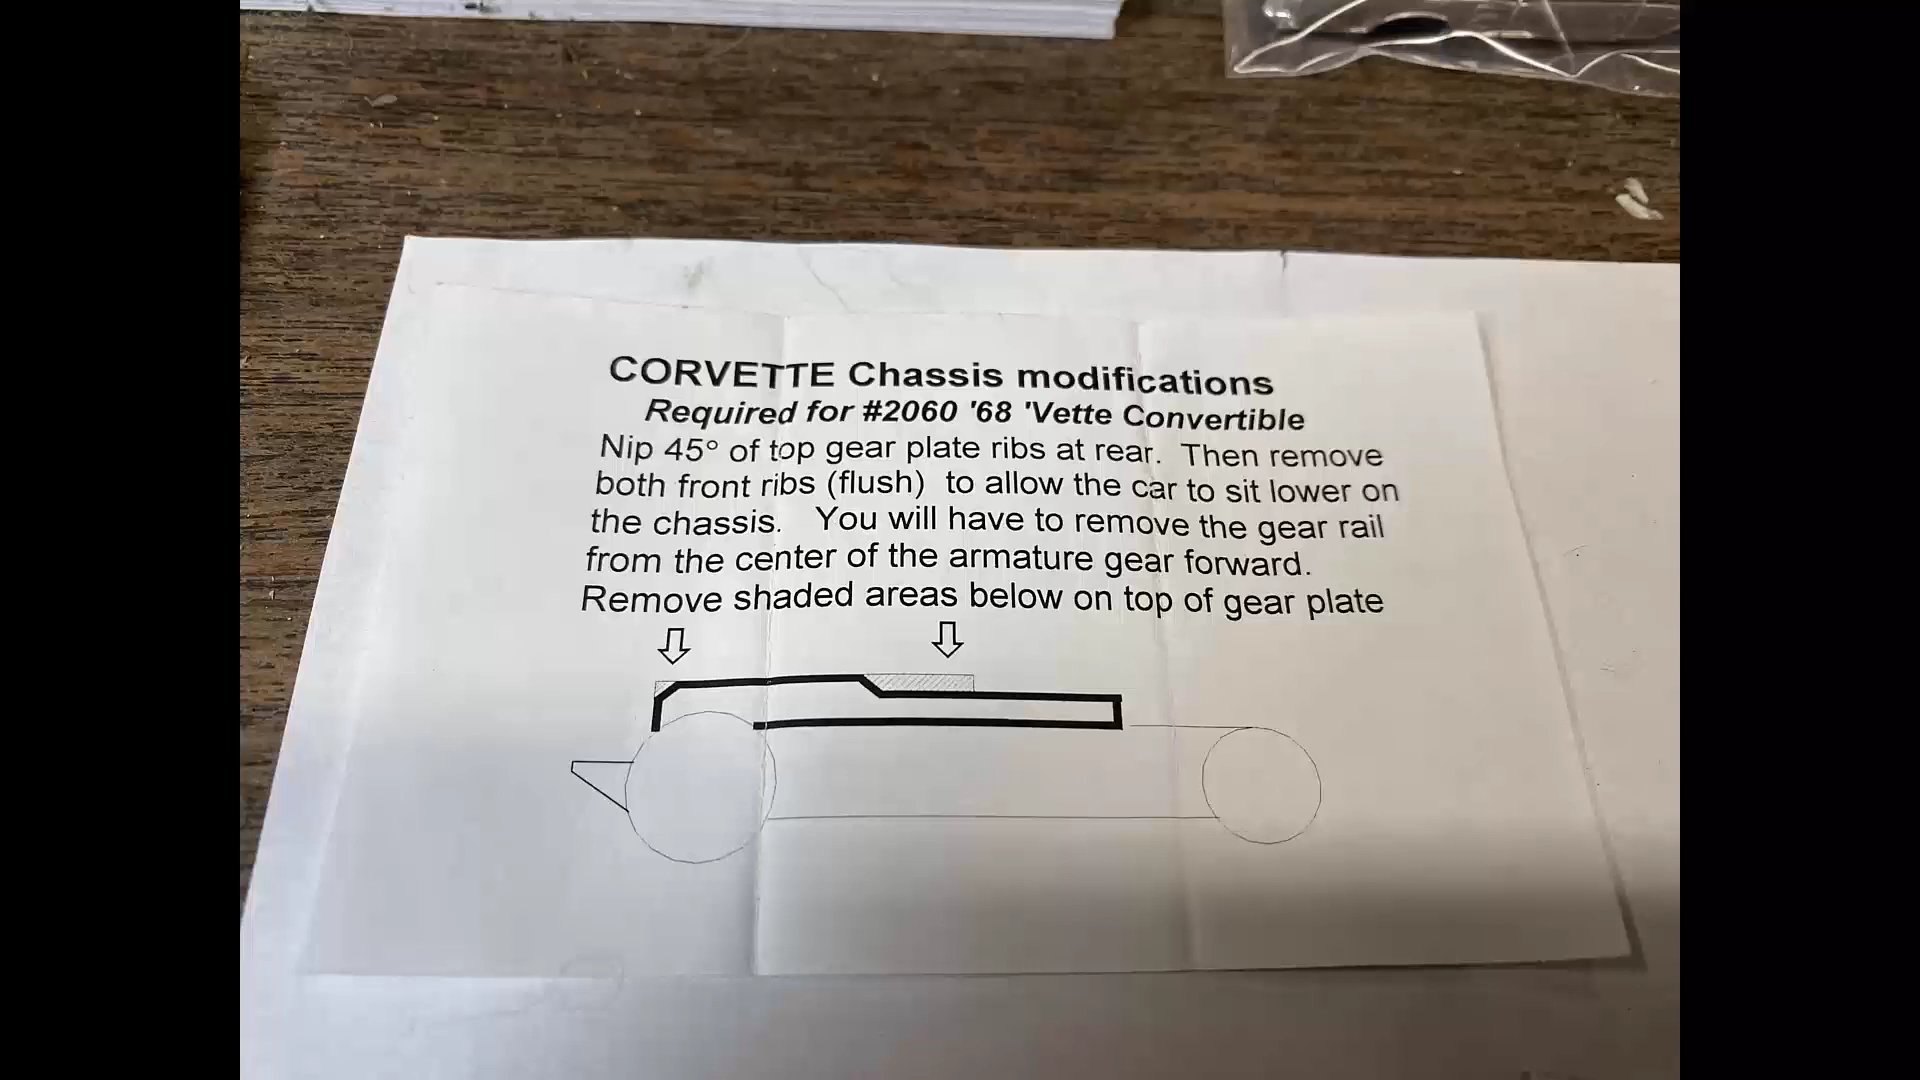 CORVETTE Chassis modifications
Required for #2060 '68 'Vette Convertible
Nip 45° of top gear plate ribs at rear. Then remove
both front ribs (flush) to allow the car to sit lower on
the chassis. You will have to remove the gear rail
from the center of the armature gear forward.
Remove shaded areas below on top of gear plate